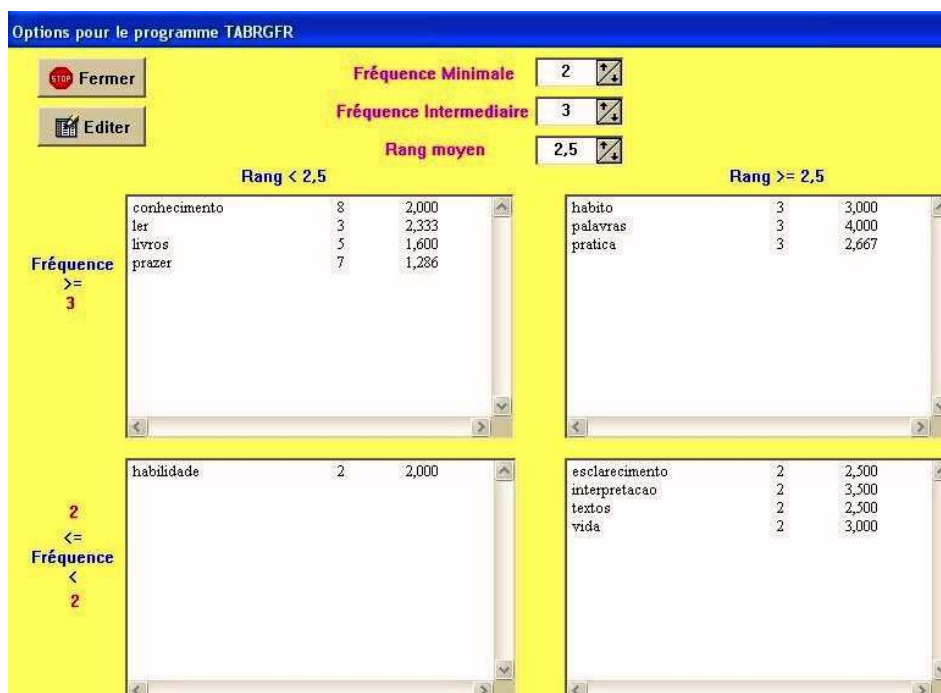 Options pour le programme TABRGFR
Fermer
Editer
Fréquence Minimale 2
Fréquence Intermediaire 3
Rang moyen 2,5
Rang < 2,5
Rang >= 2,5
Fréquence
>=
3
conhecimento 8 2,000
ler 3 2,333
livros 5 1,600
prazer 7 1,286
habito 3 3,000
palavras 3 4,000
pratica 3 2,667
2
<=
Fréquence
<
2
habilidade 2 2,000
esclarecimento 2 2,500
interpretacao 2 3,500
textos 2 2,500
vida 2 3,000